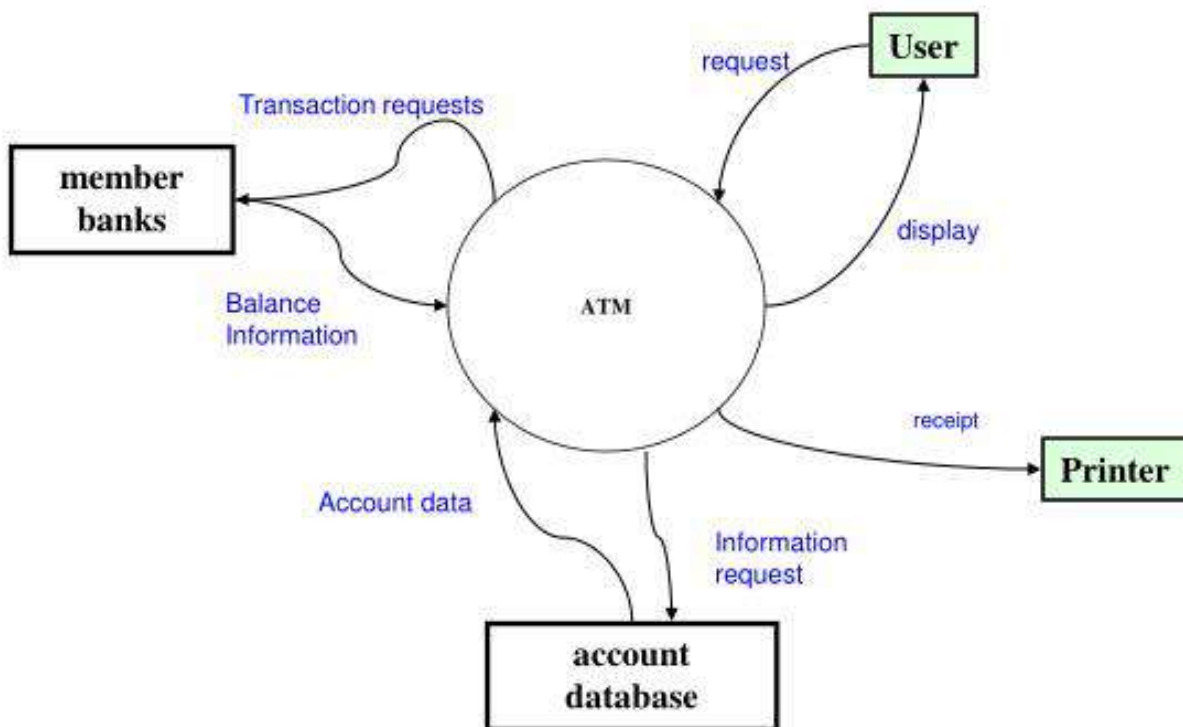 User
request
Transaction requests
member
banks
display
Balance
Information
ATM
receipt
Printer
Account data
Information
request
account
database